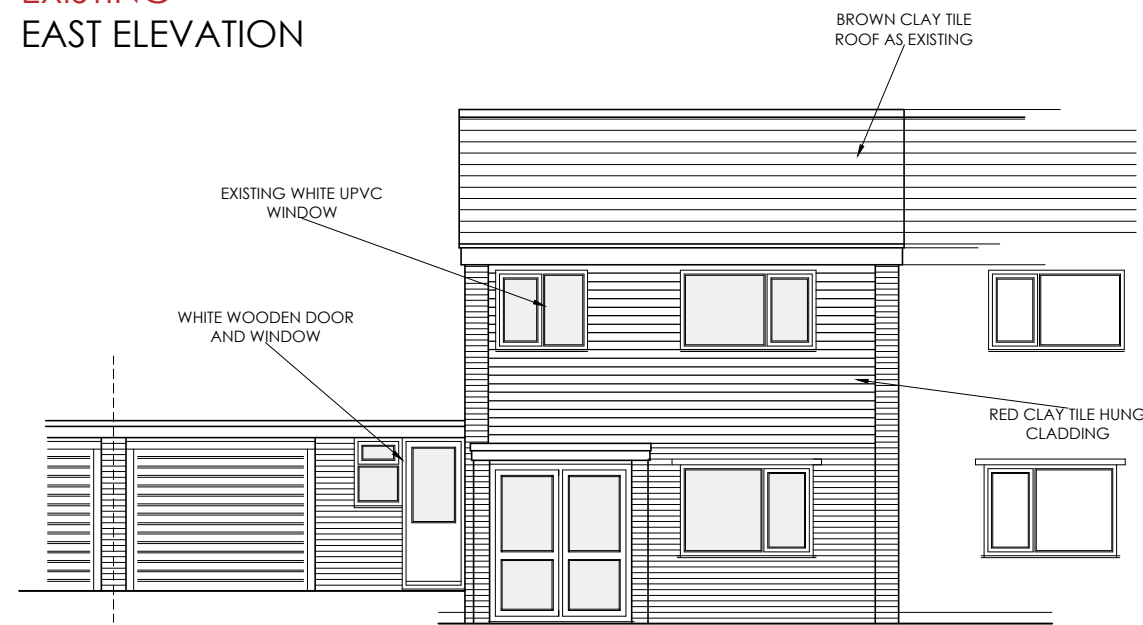 EXISTING
EAST ELEVATION
BROWN CLAY TILE
ROOF AS EXISTING
EXISTING WHITE UPVC
WINDOW
WHITE WOODEN DOOR
AND WINDOW
RED CLAY TILE HUNG
CLADDING